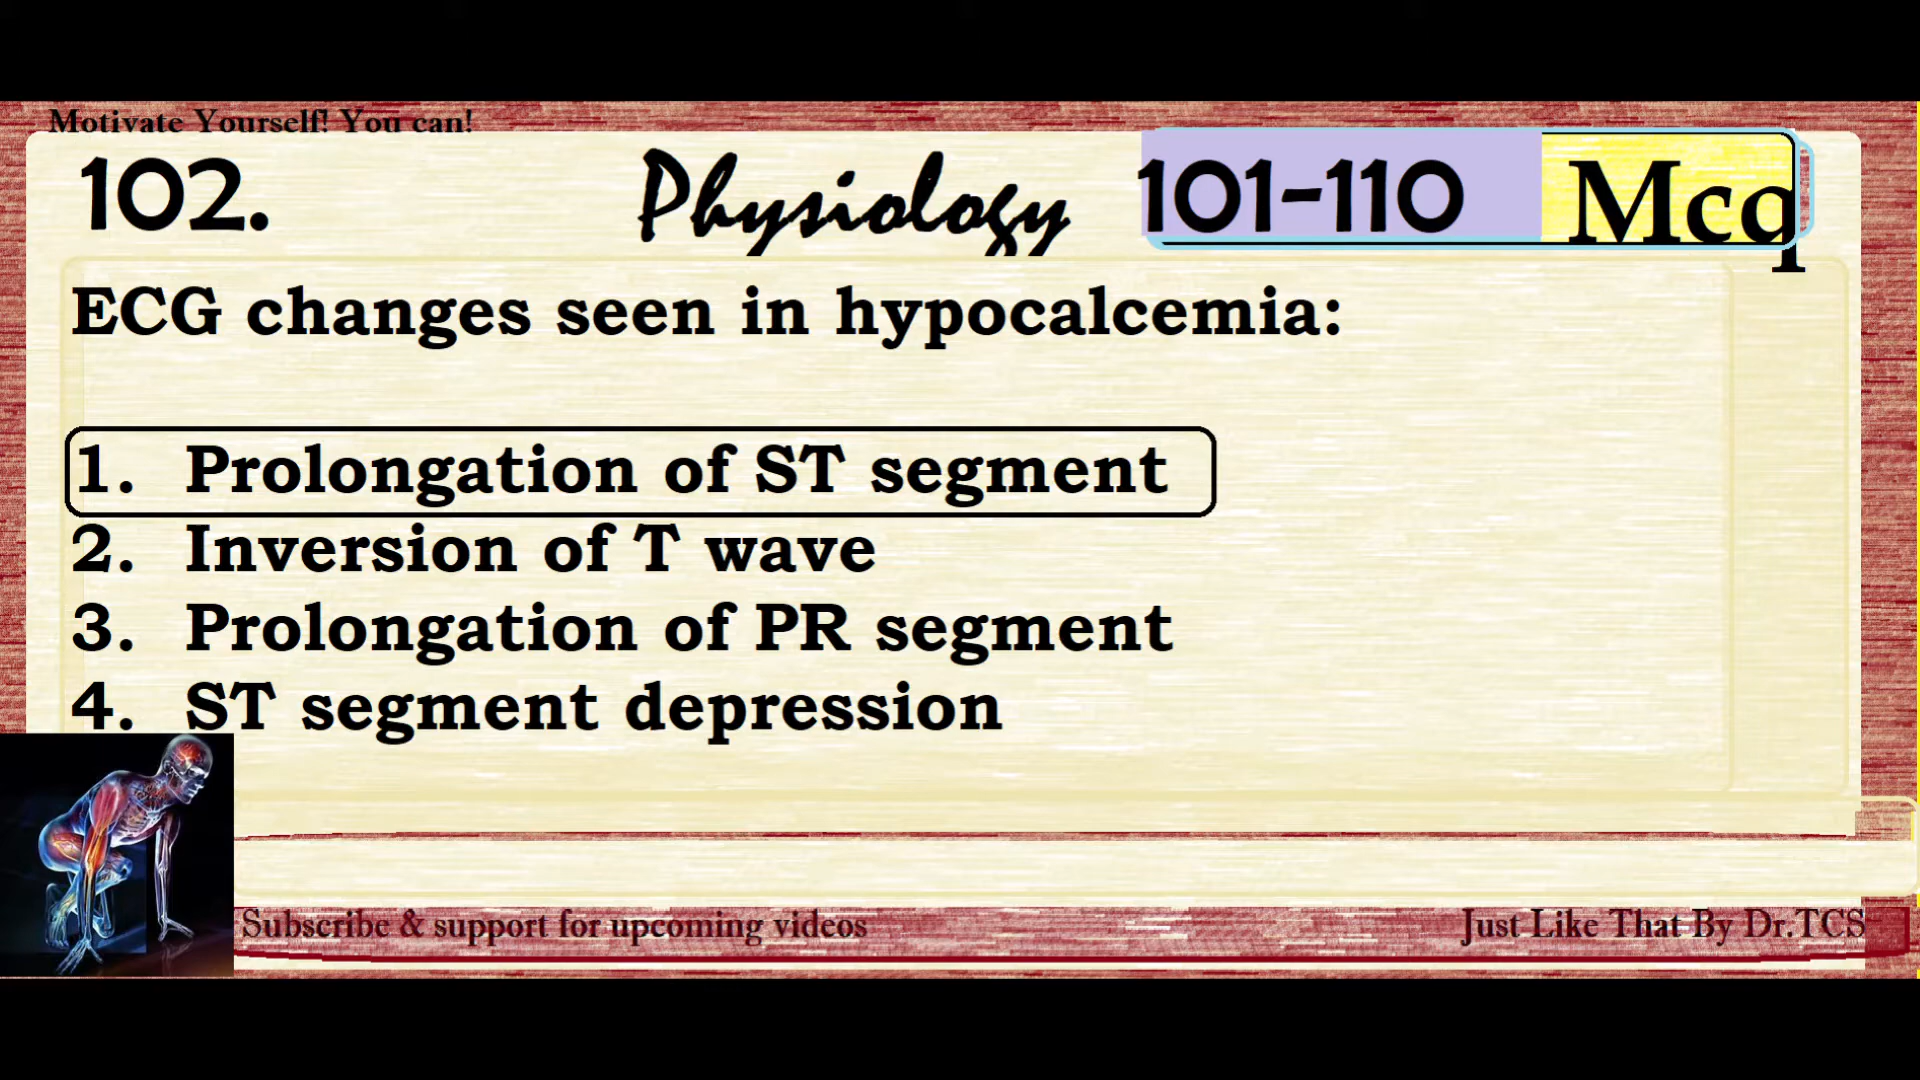 Motivate Yourself! You can!
102. Physiology 101-110 Mcq
ECG changes seen in hypocalcemia:
1. Prolongation of ST segment
2. Inversion of T wave
3. Prolongation of PR segment
4. ST segment depression
Subscribe & support for upcoming videos Just Like That By Dr.TCS